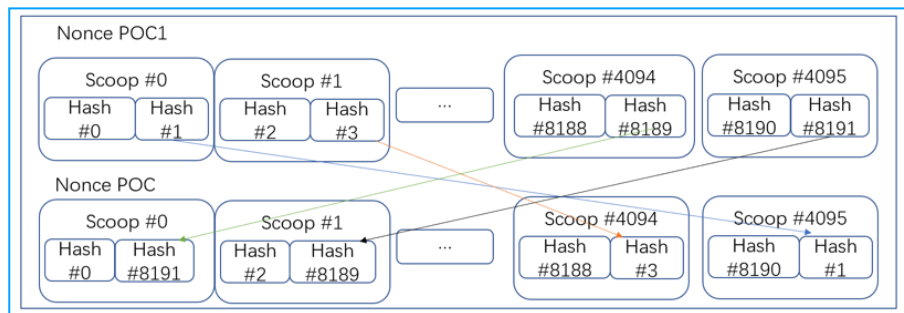 Nonce POC1
Scoop #0
Scoop #1
Scoop #4094
Scoop #4095
Hash #0
Hash #1
Hash #2
Hash #3
...
Hash #8188
Hash #8189
Hash #8190
Hash #8191
Nonce POC
Scoop #0
Scoop #1
Scoop #4094
Scoop #4095
Hash #0
Hash #8191
Hash #2
Hash #8189
...
Hash #8188
Hash #3
Hash #8190
Hash #1